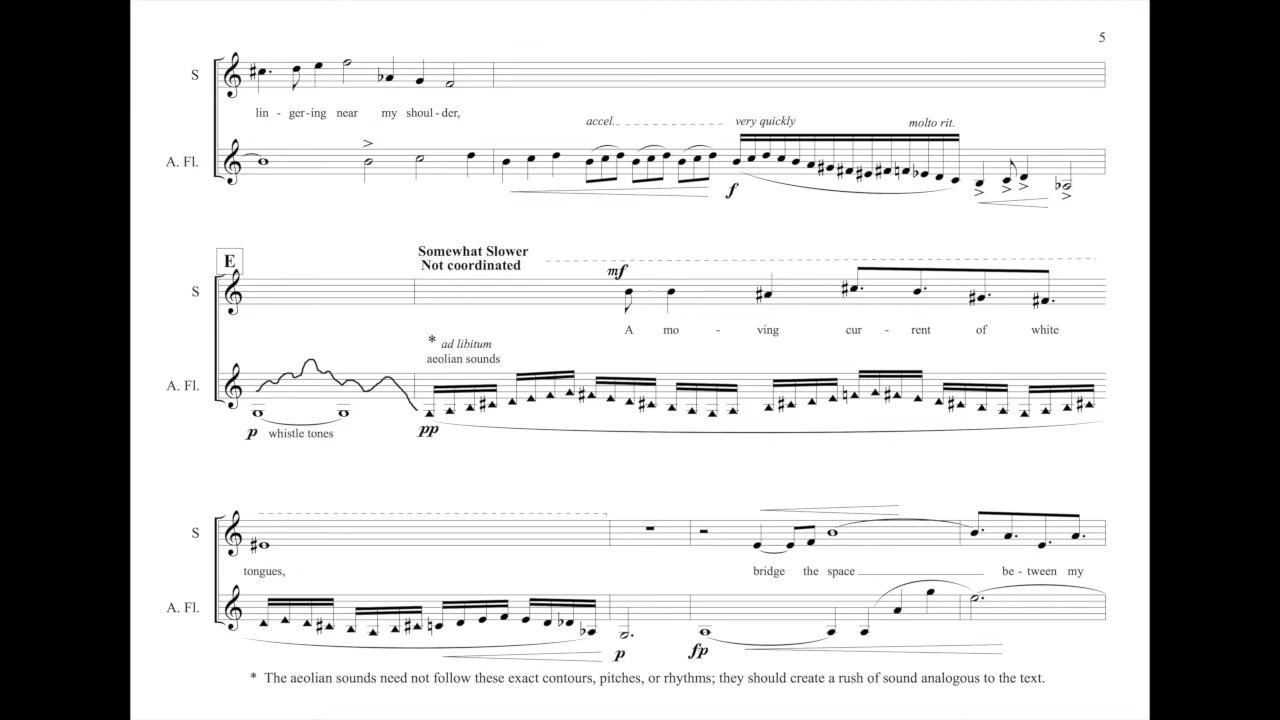 5
S
lin - ger-ing near my shoul-der,
accel. very quickly molto rit.
A. Fl.
f
E
Somewhat Slower
Not coordinated
mf
S
A mo - ving cur - rent of white
* ad libitum
aeolian sounds
A. Fl.
p whistle tones pp
S
tongues, bridge the space be - tween my
A. Fl.
p fp
* The aeolian sounds need not follow these exact contours, pitches, or rhythms; they should create a rush of sound analogous to the text.